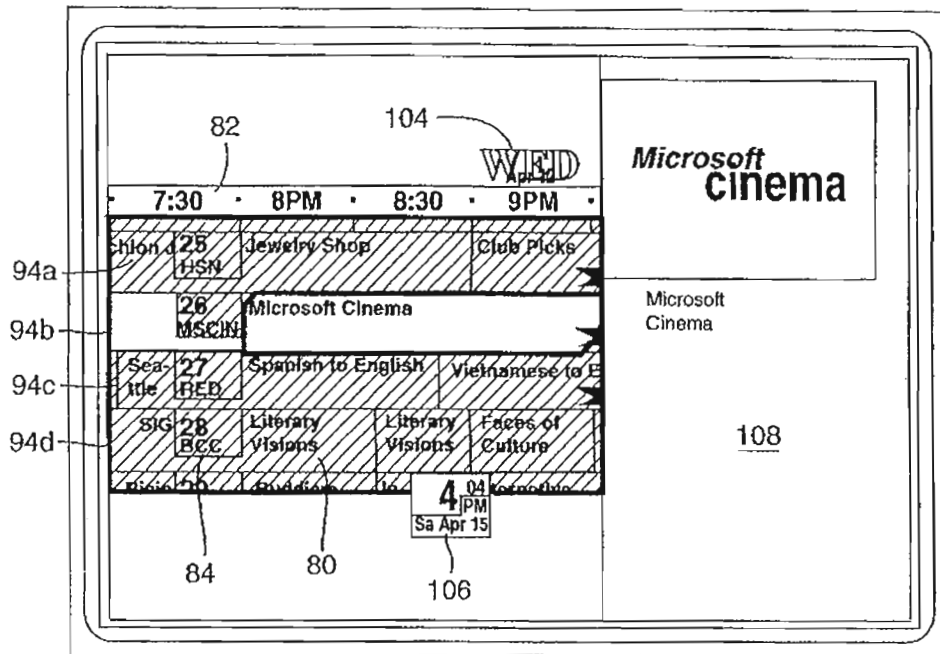 82
104
WED
Apr 12
Microsoft
cinema
7:30 · 8PM · 8:30 · 9PM
94a
25
HSN
Jewelry Shop
Club Picks
94b
26
MSCIN
Microsoft Cinema
Microsoft
Cinema
94c
Sea-
ttle
27
RED
Spanish to English
Vietnamese to E
94d
SIG
28
BCC
Literary
Visions
Literary
Visions
Faces of
Culture
108
4 04
PM
Sa Apr 15
84
80
106